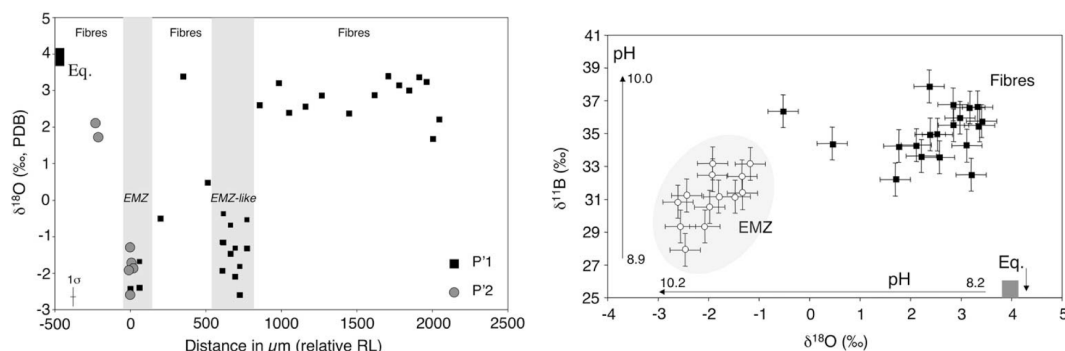 Fibres
Fibres
Fibres
5
4
3
2
1
0
-1
-2
-3
Eq.
EMZ
EMZ-like
1σ
P'1
P'2
-500
0
500
1000
1500
2000
2500
δ¹⁸O (‰, PDB)
Distance in µm (relative RL)
pH
10.0
8.9
Fibres
EMZ
Eq.
10.2
pH
8.2
41
39
37
35
33
31
29
27
25
-4
-3
-2
-1
0
1
2
3
4
5
δ¹¹B (‰)
δ¹⁸O (‰)